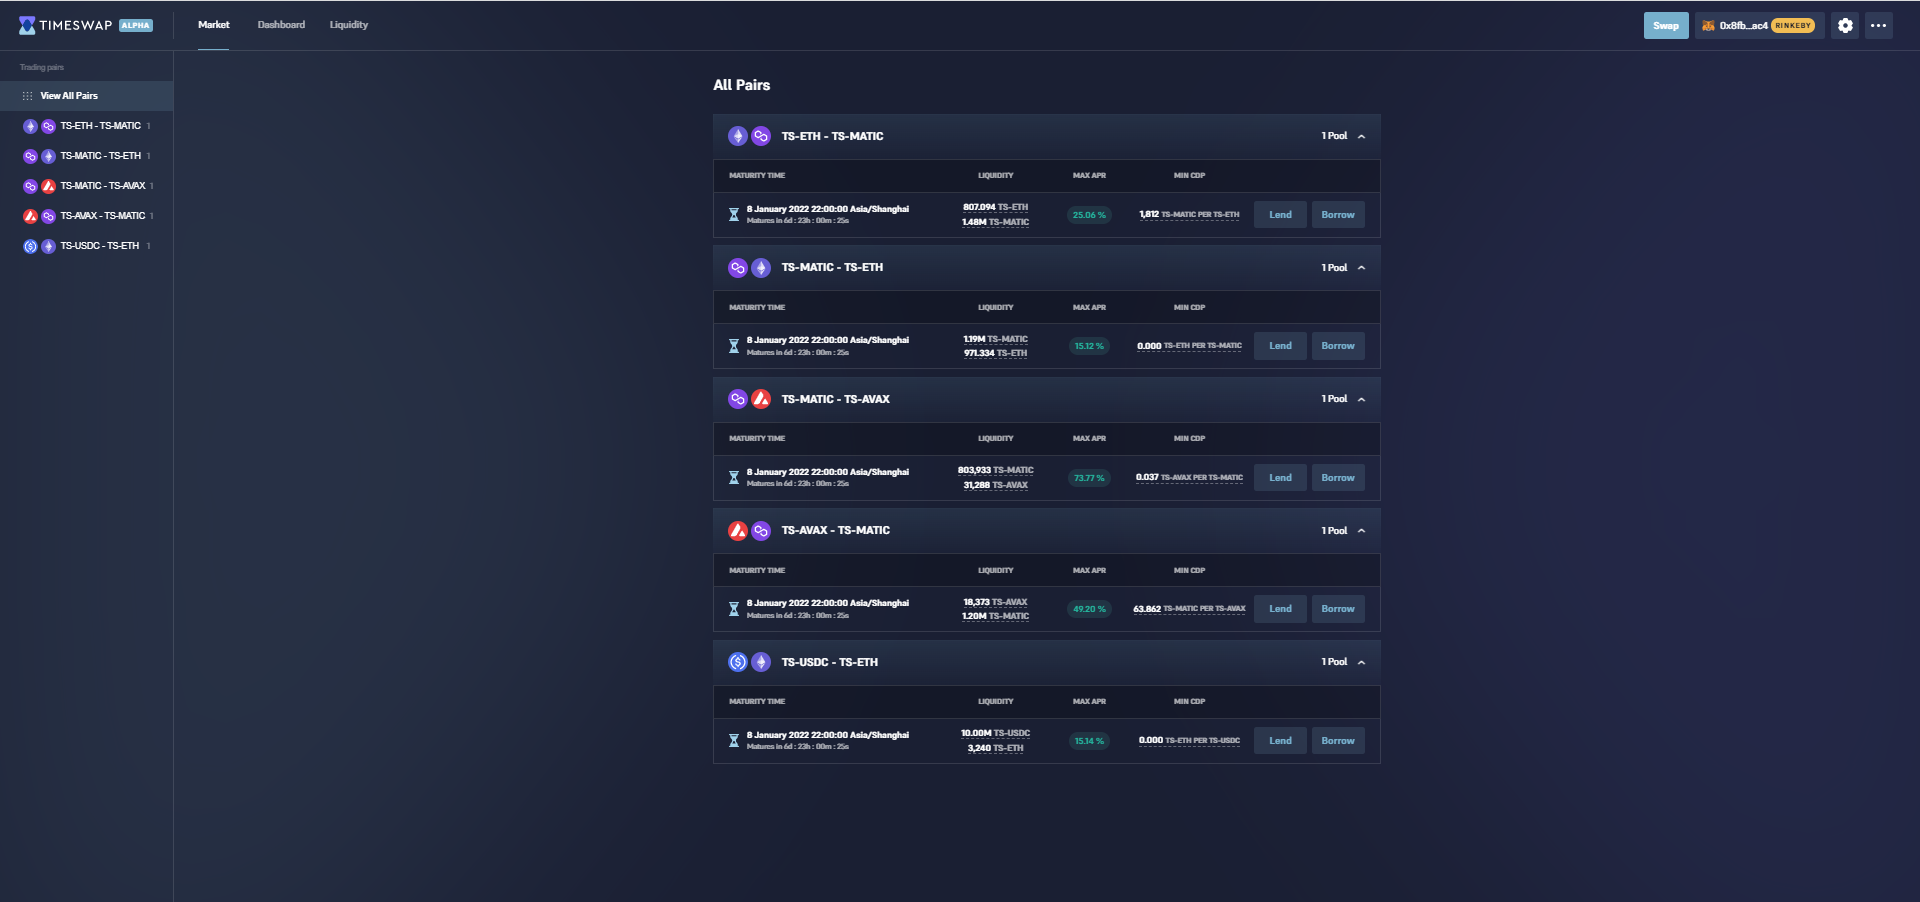 TIMESWAP ALPHA
Market Dashboard Liquidity
Swap 0x8fb...ac4 RINKEBY
Trading pairs
View All Pairs
TS-ETH - TS-MATIC 1
TS-MATIC - TS-ETH 1
TS-MATIC - TS-AVAX 1
TS-AVAX - TS-MATIC 1
TS-USDC - TS-ETH 1
All Pairs
TS-ETH - TS-MATIC 1 Pool
MATURITY TIME LIQUIDITY MAX APR MIN CDP
8 January 2022 22:00:00 Asia/Shanghai
Matures in 6d : 23h : 00m : 25s
807.094 TS-ETH
1.48M TS-MATIC
25.06 % 1,812 TS-MATIC PER TS-ETH Lend Borrow
TS-MATIC - TS-ETH 1 Pool
MATURITY TIME LIQUIDITY MAX APR MIN CDP
8 January 2022 22:00:00 Asia/Shanghai
Matures in 6d : 23h : 00m : 25s
1.19M TS-MATIC
971.334 TS-ETH
15.12 % 0.000 TS-ETH PER TS-MATIC Lend Borrow
TS-MATIC - TS-AVAX 1 Pool
MATURITY TIME LIQUIDITY MAX APR MIN CDP
8 January 2022 22:00:00 Asia/Shanghai
Matures in 6d : 23h : 00m : 25s
803,933 TS-MATIC
31,288 TS-AVAX
73.77 % 0.037 TS-AVAX PER TS-MATIC Lend Borrow
TS-AVAX - TS-MATIC 1 Pool
MATURITY TIME LIQUIDITY MAX APR MIN CDP
8 January 2022 22:00:00 Asia/Shanghai
Matures in 6d : 23h : 00m : 25s
18,373 TS-AVAX
1.20M TS-MATIC
49.20 % 63.862 TS-MATIC PER TS-AVAX Lend Borrow
TS-USDC - TS-ETH 1 Pool
MATURITY TIME LIQUIDITY MAX APR MIN CDP
8 January 2022 22:00:00 Asia/Shanghai
Matures in 6d : 23h : 00m : 25s
10.00M TS-USDC
3,240 TS-ETH
15.14 % 0.000 TS-ETH PER TS-USDC Lend Borrow